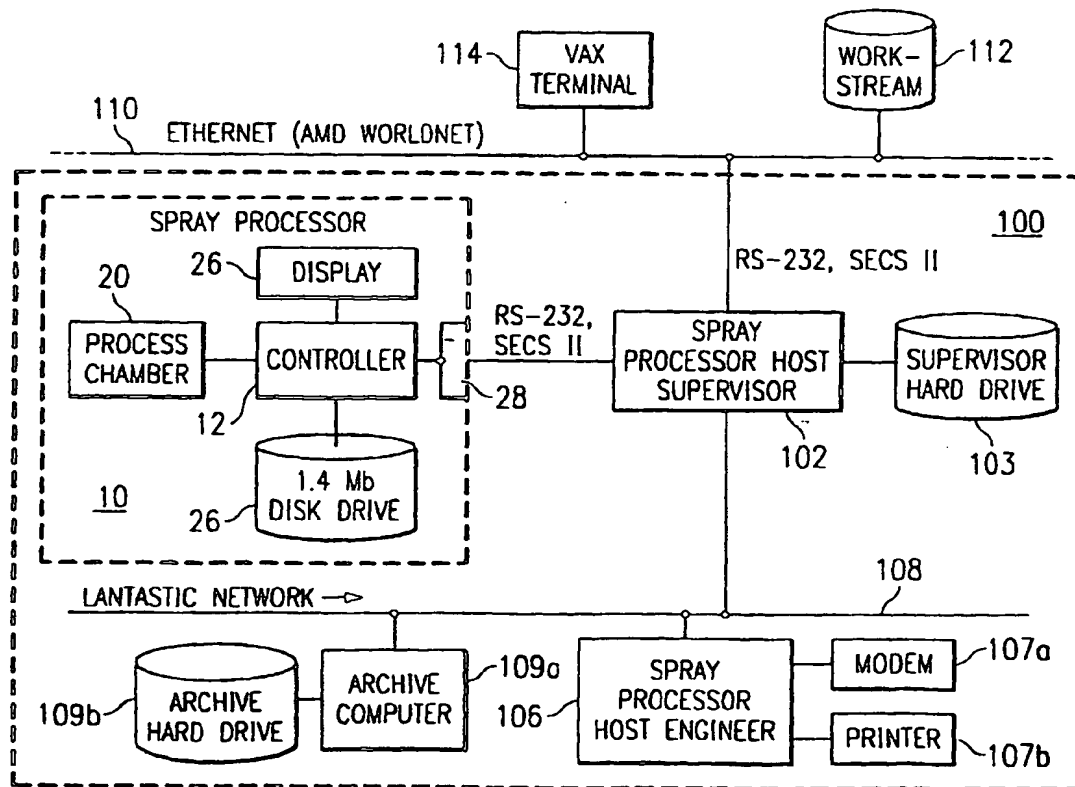 114
VAX
TERMINAL
WORK-
STREAM
112
110
ETHERNET (AMD WORLDNET)
SPRAY PROCESSOR
100
26
DISPLAY
RS-232, SECS II
20
PROCESS
CHAMBER
CONTROLLER
RS-232,
SECS II
SPRAY
PROCESSOR HOST
SUPERVISOR
SUPERVISOR
HARD DRIVE
12
28
102
103
10
1.4 Mb
DISK DRIVE
26
LANTASTIC NETWORK →
108
109b
ARCHIVE
HARD DRIVE
ARCHIVE
COMPUTER
109a
106
SPRAY
PROCESSOR
HOST ENGINEER
MODEM
107a
PRINTER
107b